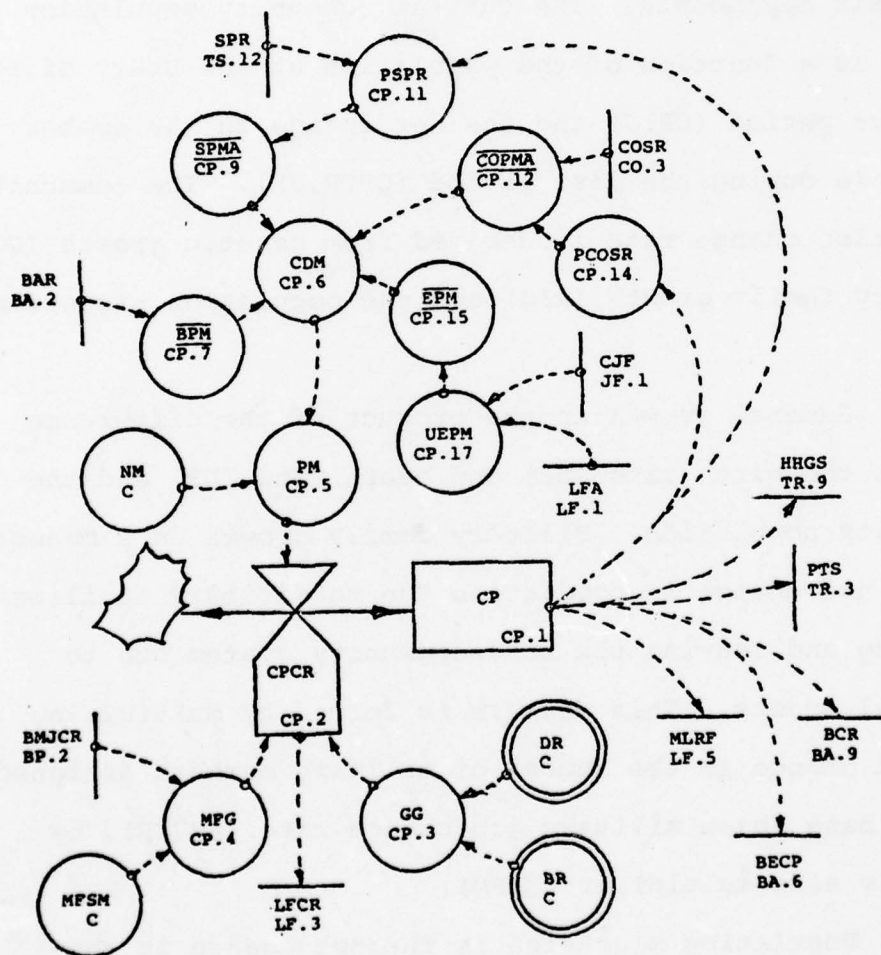 SPR
TS.12
PSPR
CP.11
SPMA
CP.9
COPMA
CP.12
COSR
CO.3
CDM
CP.6
PCOSR
CP.14
BAR
BA.2
EPM
CP.15
BPM
CP.7
CJF
JF.1
UEPM
CP.17
NM
C
PM
CP.5
LFA
LF.1
HHGS
TR.9
CP
CP.1
PTS
TR.3
CPCR
CP.2
BMJCR
BP.2
DR
C
MLRF
LF.5
BCR
BA.9
MFG
CP.4
GG
CP.3
MFSM
C
LFCR
LF.3
BR
C
BECP
BA.6